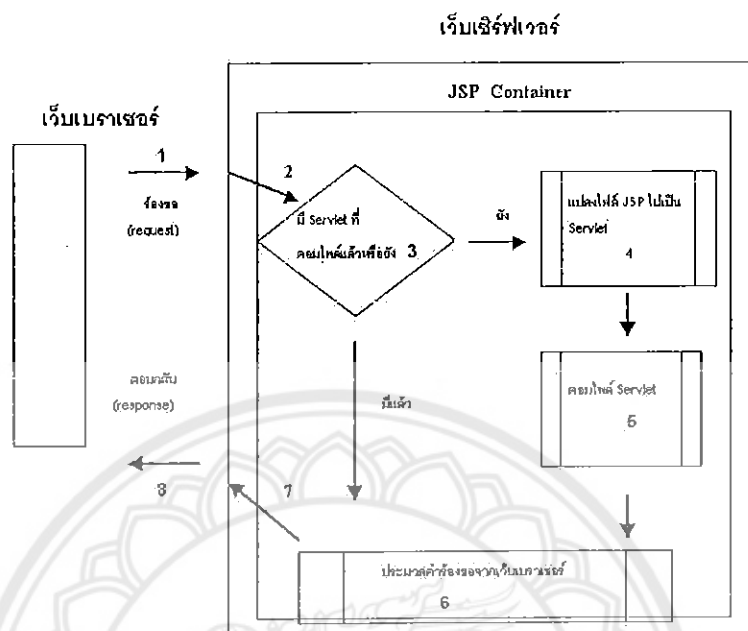 เว็บเซิร์ฟเวอร์
JSP Container
เว็บเบราเซอร์
1
ร้องขอ
(request)
2
มี Servlet ที่
คอมไพล์แล้วหรือยัง 3
ยัง
แปลงไฟล์ JSP ไปเป็น
Servlet
4
คอมไพล์ Servlet
5
มีแล้ว
ตอบกลับ
(response)
8
7
ประมวลคำร้องขอจากเว็บเบราเซอร์
6